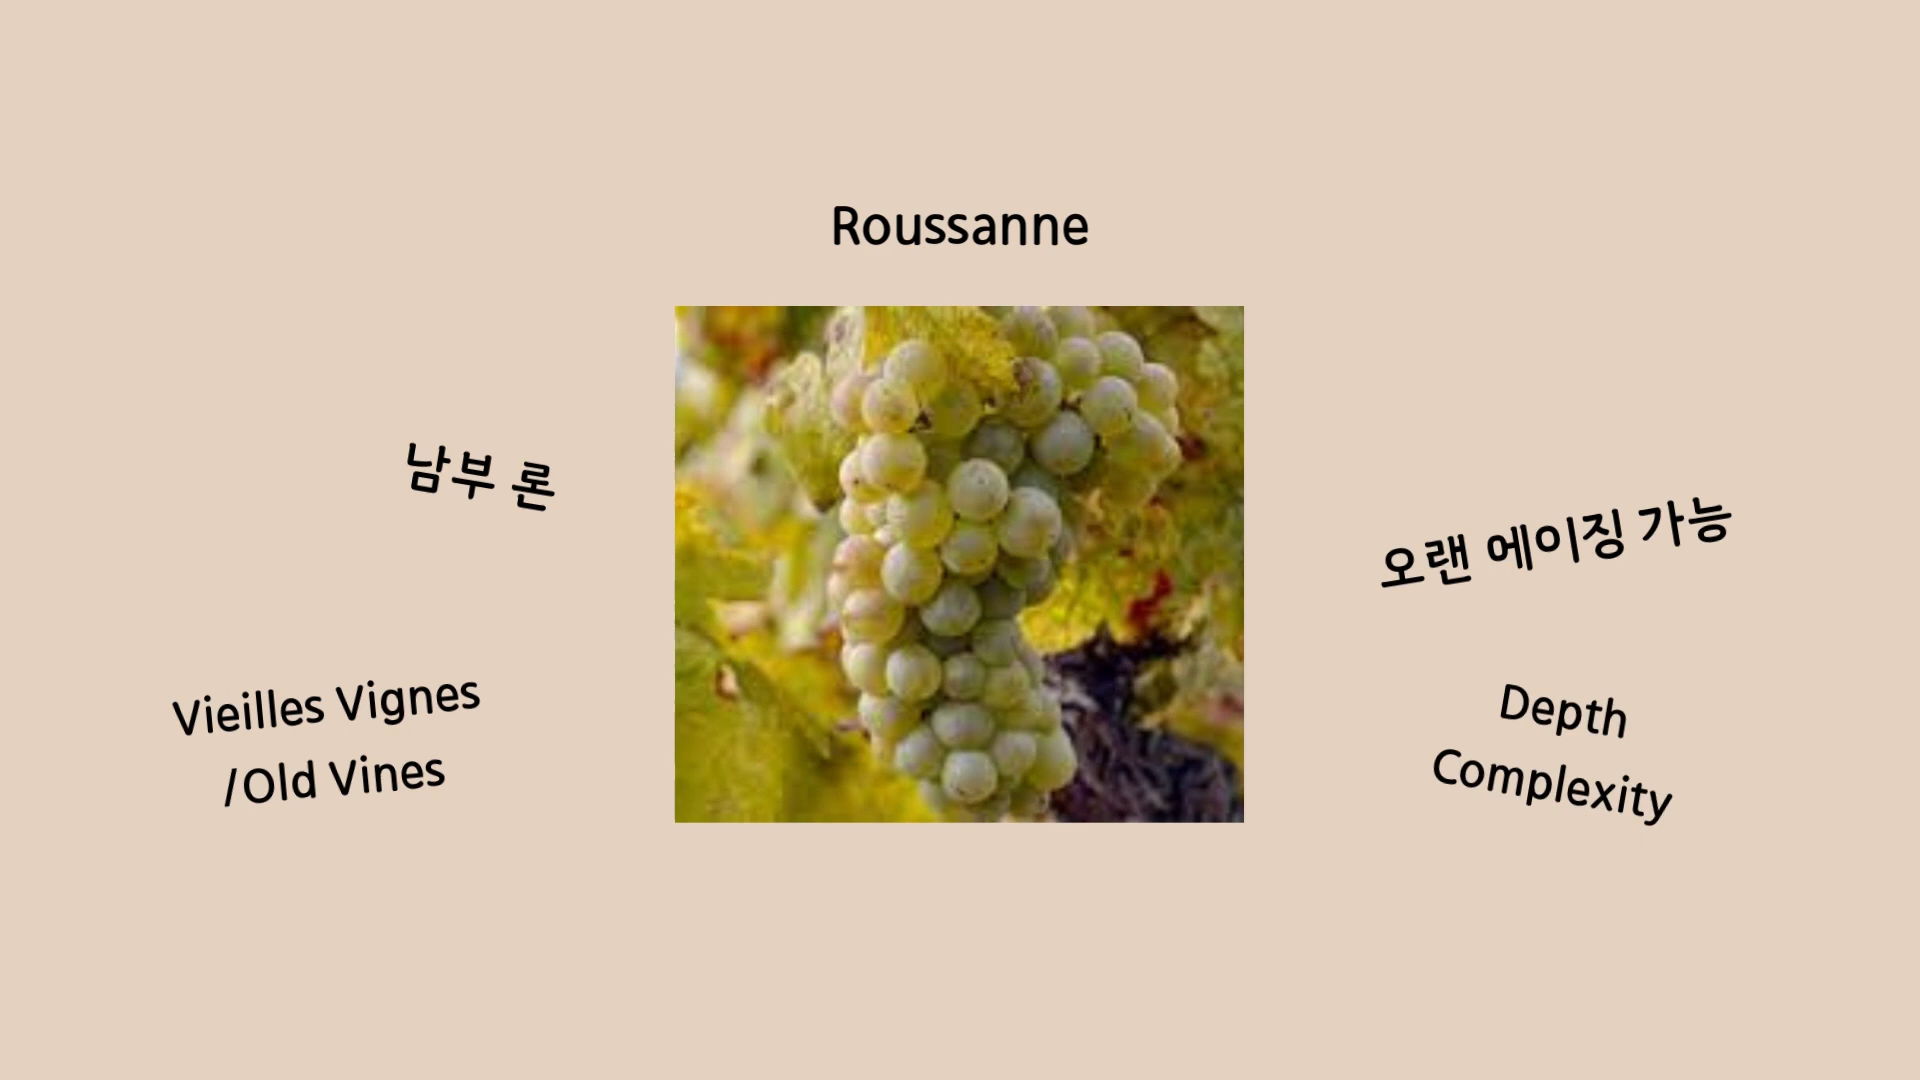 Roussanne
남부 론
오랜 에이징 가능
Vieilles Vignes
/Old Vines
Depth
Complexity